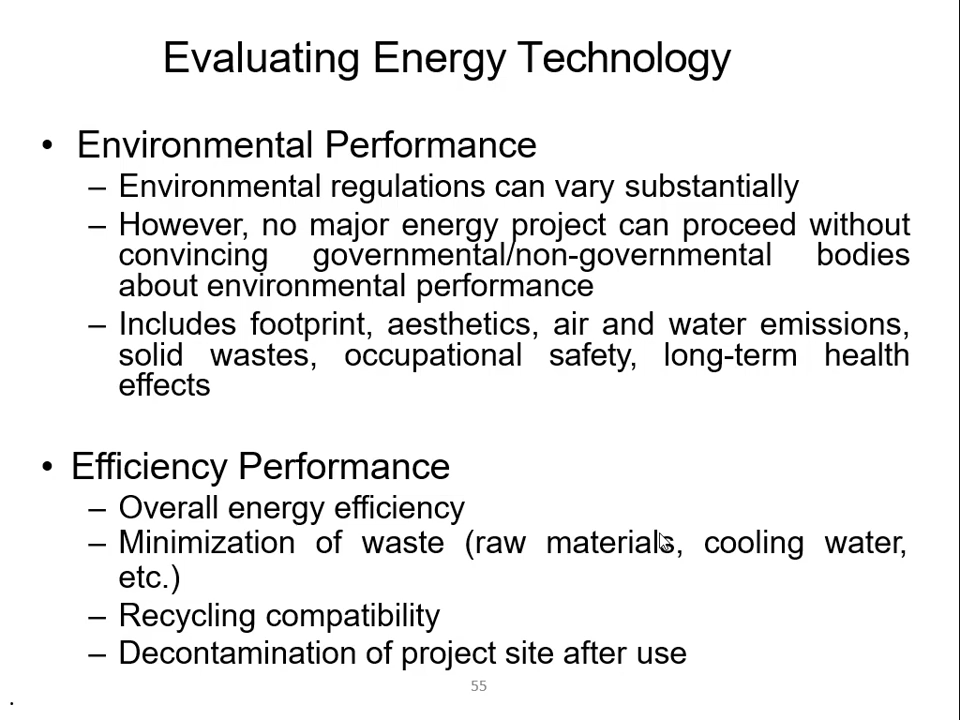 Evaluating Energy Technology
• Environmental Performance
– Environmental regulations can vary substantially
– However, no major energy project can proceed without
convincing governmental/non-governmental bodies
about environmental performance
– Includes footprint, aesthetics, air and water emissions,
solid wastes, occupational safety, long-term health
effects
• Efficiency Performance
– Overall energy efficiency
– Minimization of waste (raw materials, cooling water,
etc.)
– Recycling compatibility
– Decontamination of project site after use
55
.